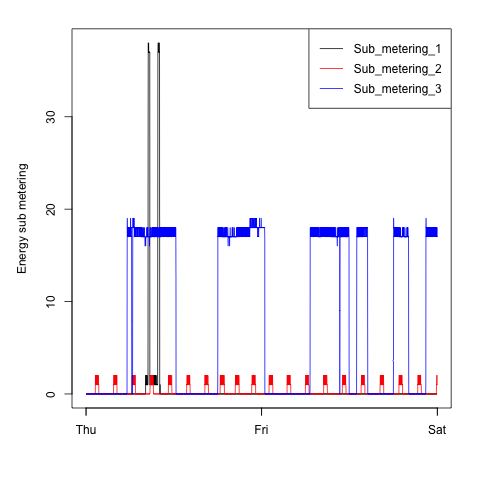 Sub_metering_1
Sub_metering_2
Sub_metering_3
Energy sub metering
30
20
10
0
Thu
Fri
Sat